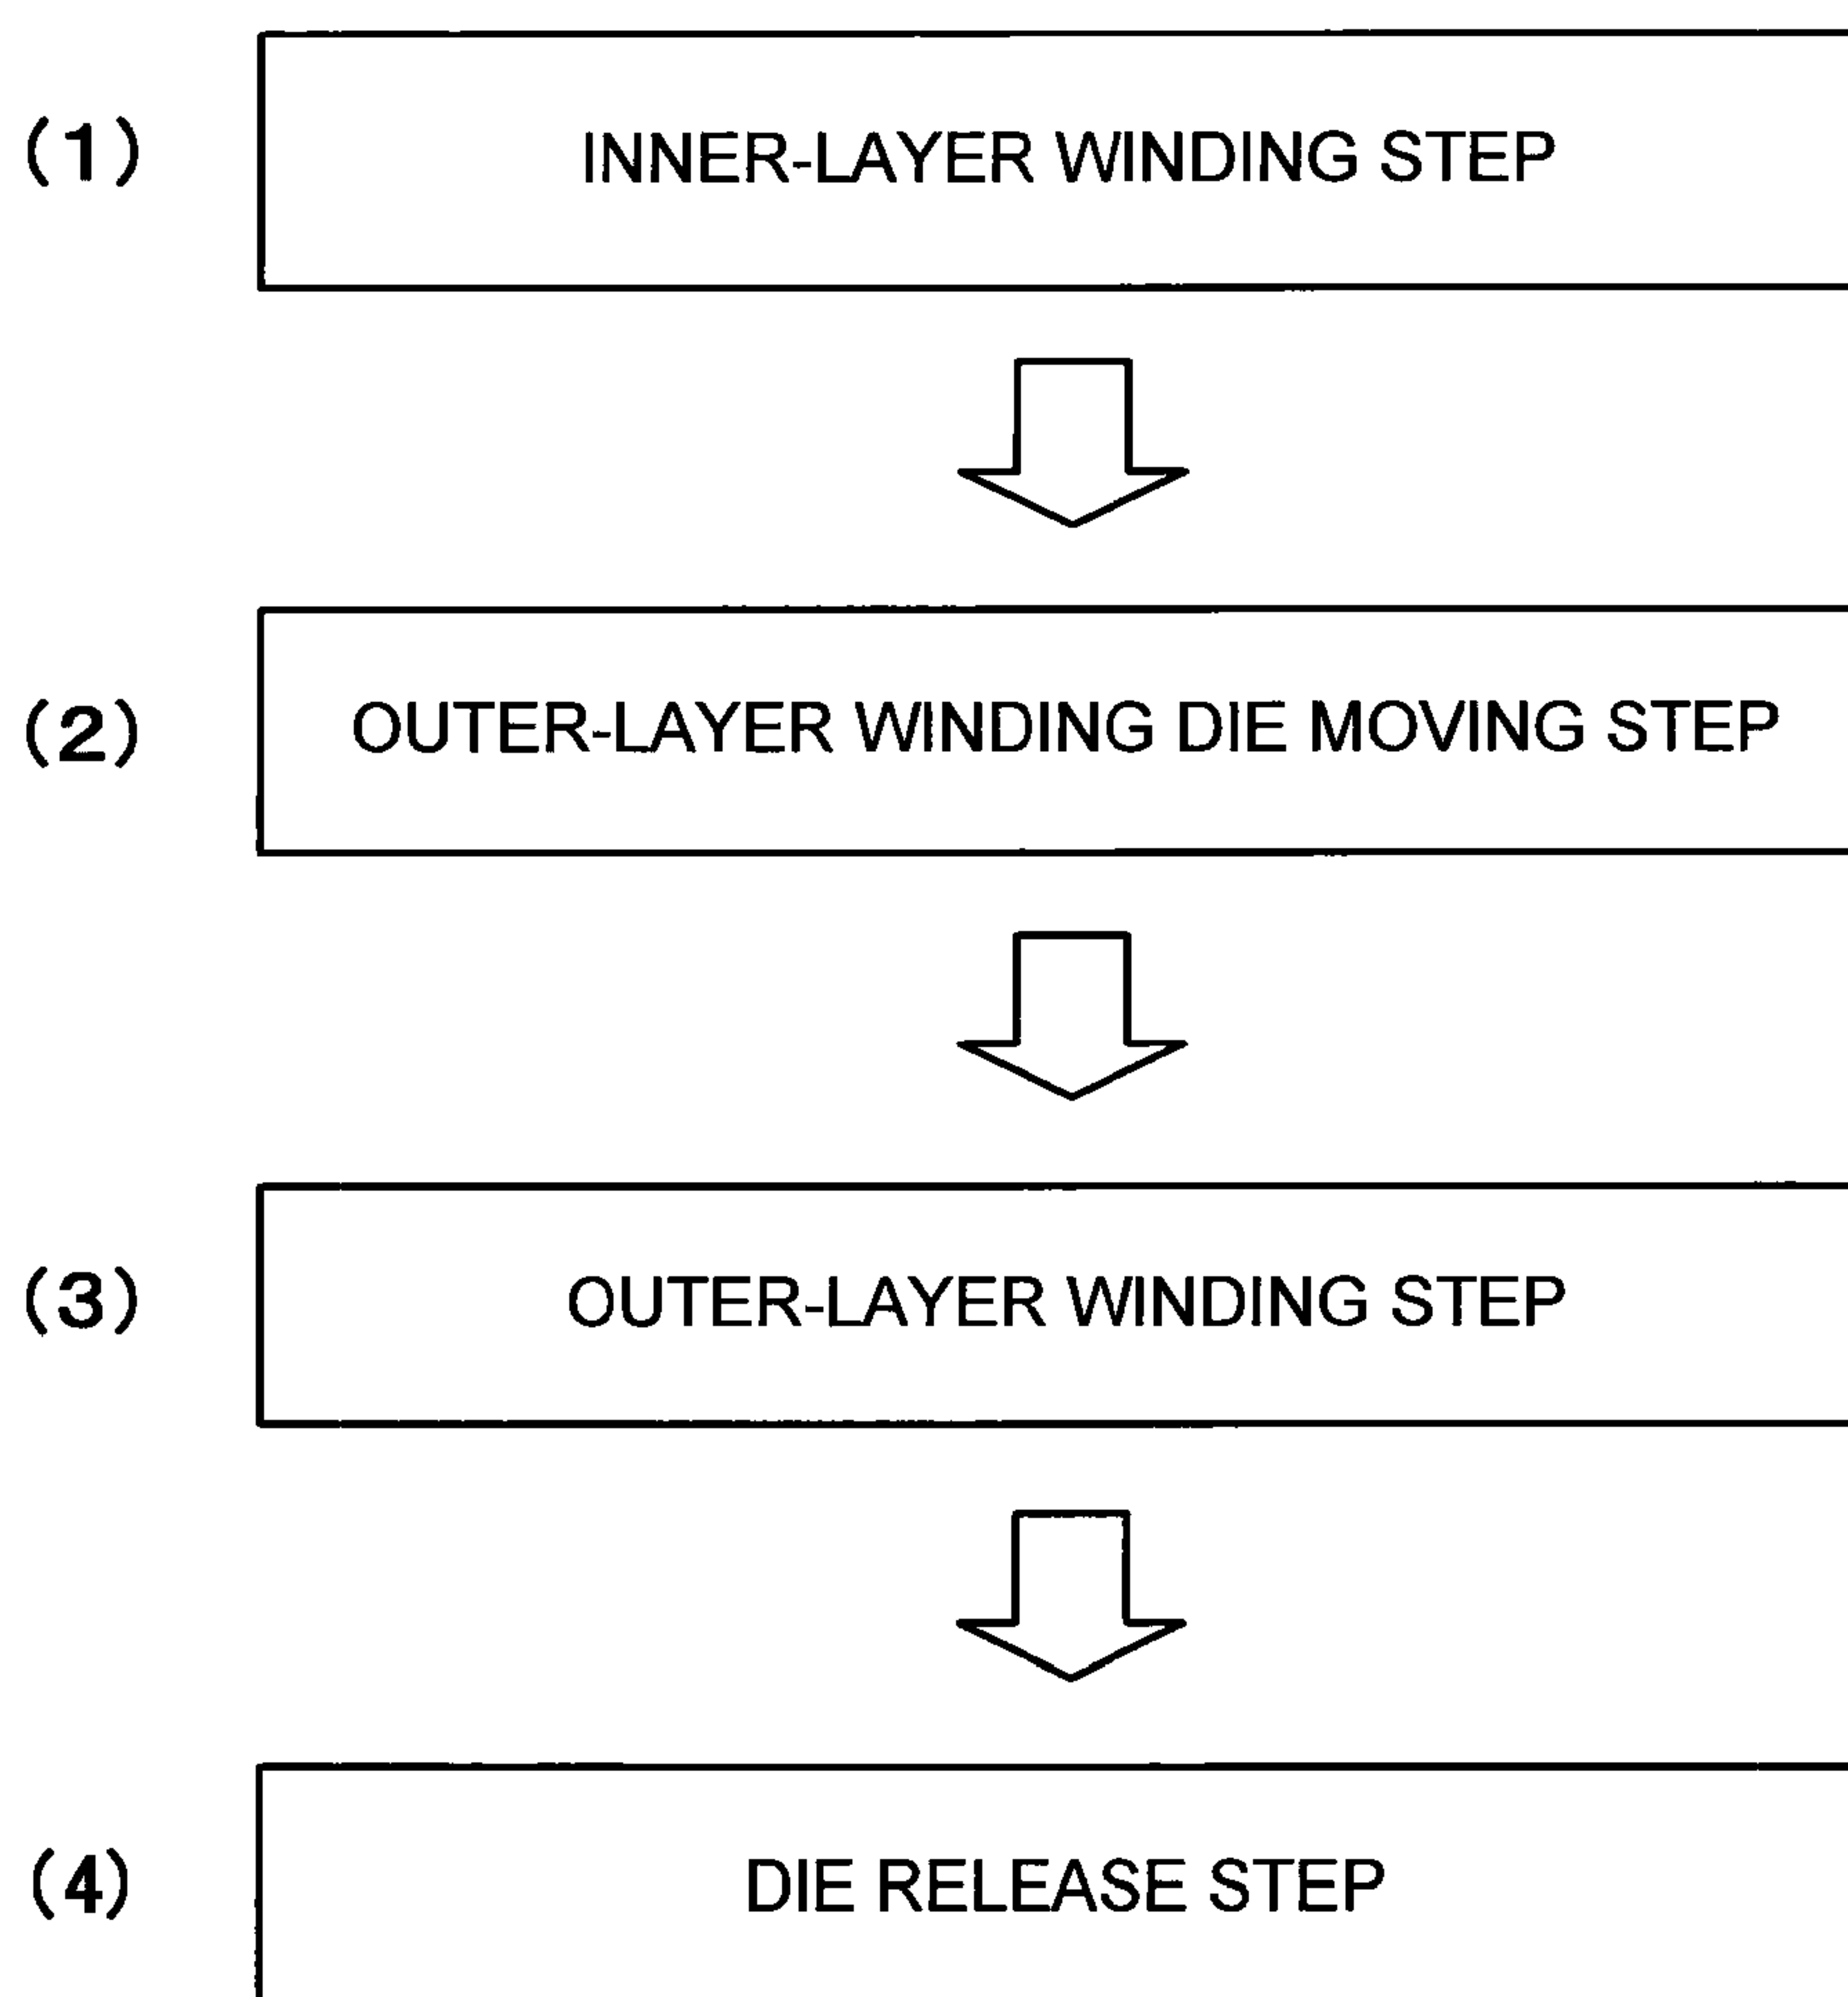 (1) INNER-LAYER WINDING STEP
(2) OUTER-LAYER WINDING DIE MOVING STEP
(3) OUTER-LAYER WINDING STEP
(4) DIE RELEASE STEP